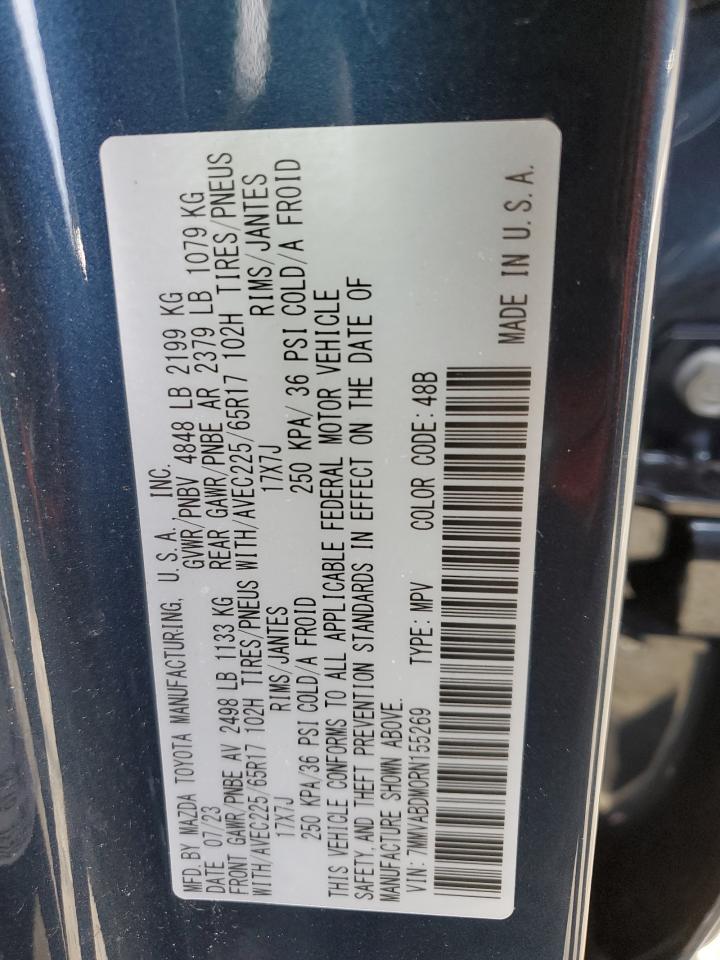 MFD. BY MAZDA TOYOTA MANUFACTURING, U.S.A. INC.
DATE 07/23 GVWR/PNBV 4848 LB 2199 KG
FRONT GAWR/PNBE AV 2498 LB 1133 KG REAR GAWR/PNBE AR 2379 LB 1079 KG
WITH/AVEC225/65R17 102H TIRES/PNEUS WITH/AVEC225/65R17 102H TIRES/PNEUS
17X7J RIMS/JANTES 17X7J RIMS/JANTES
250 KPA/36 PSI COLD/A FROID 250 KPA/ 36 PSI COLD/A FROID
THIS VEHICLE CONFORMS TO ALL APPLICABLE FEDERAL MOTOR VEHICLE
SAFETY,AND THEFT PREVENTION STANDARDS IN EFFECT ON THE DATE OF
MANUFACTURE SHOWN ABOVE.
VIN: 7MMVABDM0RN155269 TYPE: MPV COLOR CODE: 48B
MADE IN U.S.A.